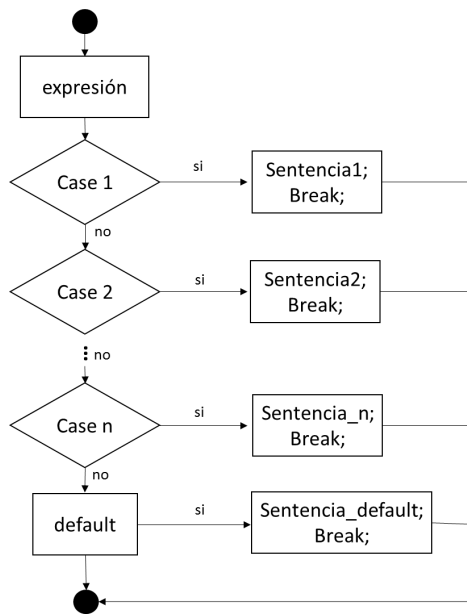 expresión
Case 1
si
Sentencia1;
Break;
no
Case 2
si
Sentencia2;
Break;
no
Case n
si
Sentencia_n;
Break;
no
default
si
Sentencia_default;
Break;